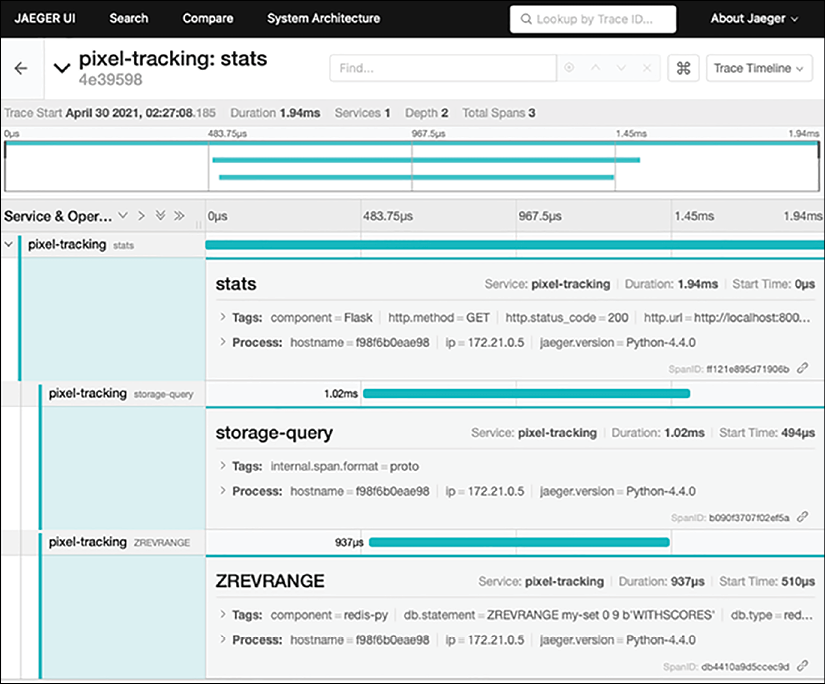 JAEGER UI Search Compare System Architecture Lookup by Trace ID... About Jaeger
pixel-tracking: stats
4e39598
Find...
Trace Timeline
Trace Start April 30 2021, 02:27:08.185 Duration 1.94ms Services 1 Depth 2 Total Spans 3
0μs 483.75μs 967.5μs 1.45ms 1.94ms
Service & Oper... 0μs 483.75μs 967.5μs 1.45ms 1.94ms
pixel-tracking stats
stats Service: pixel-tracking Duration: 1.94ms Start Time: 0μs
Tags: component = Flask http.method = GET http.status_code = 200 http.url = http://localhost:800...
Process: hostname = f98f6b0eae98 ip = 172.21.0.5 jaeger.version = Python-4.4.0
SpanID: ff121e895d71906b
pixel-tracking storage-query 1.02ms
storage-query Service: pixel-tracking Duration: 1.02ms Start Time: 494μs
Tags: internal.span.format = proto
Process: hostname = f98f6b0eae98 ip = 172.21.0.5 jaeger.version = Python-4.4.0
SpanID: b090f3707f02ef5a
pixel-tracking ZREVRANGE 937μs
ZREVRANGE Service: pixel-tracking Duration: 937μs Start Time: 510μs
Tags: component = redis-py db.statement = ZREVRANGE my-set 0 9 b'WITHSCORES' db.type = red...
Process: hostname = f98f6b0eae98 ip = 172.21.0.5 jaeger.version = Python-4.4.0
SpanID: db4410a9d5ccec9d